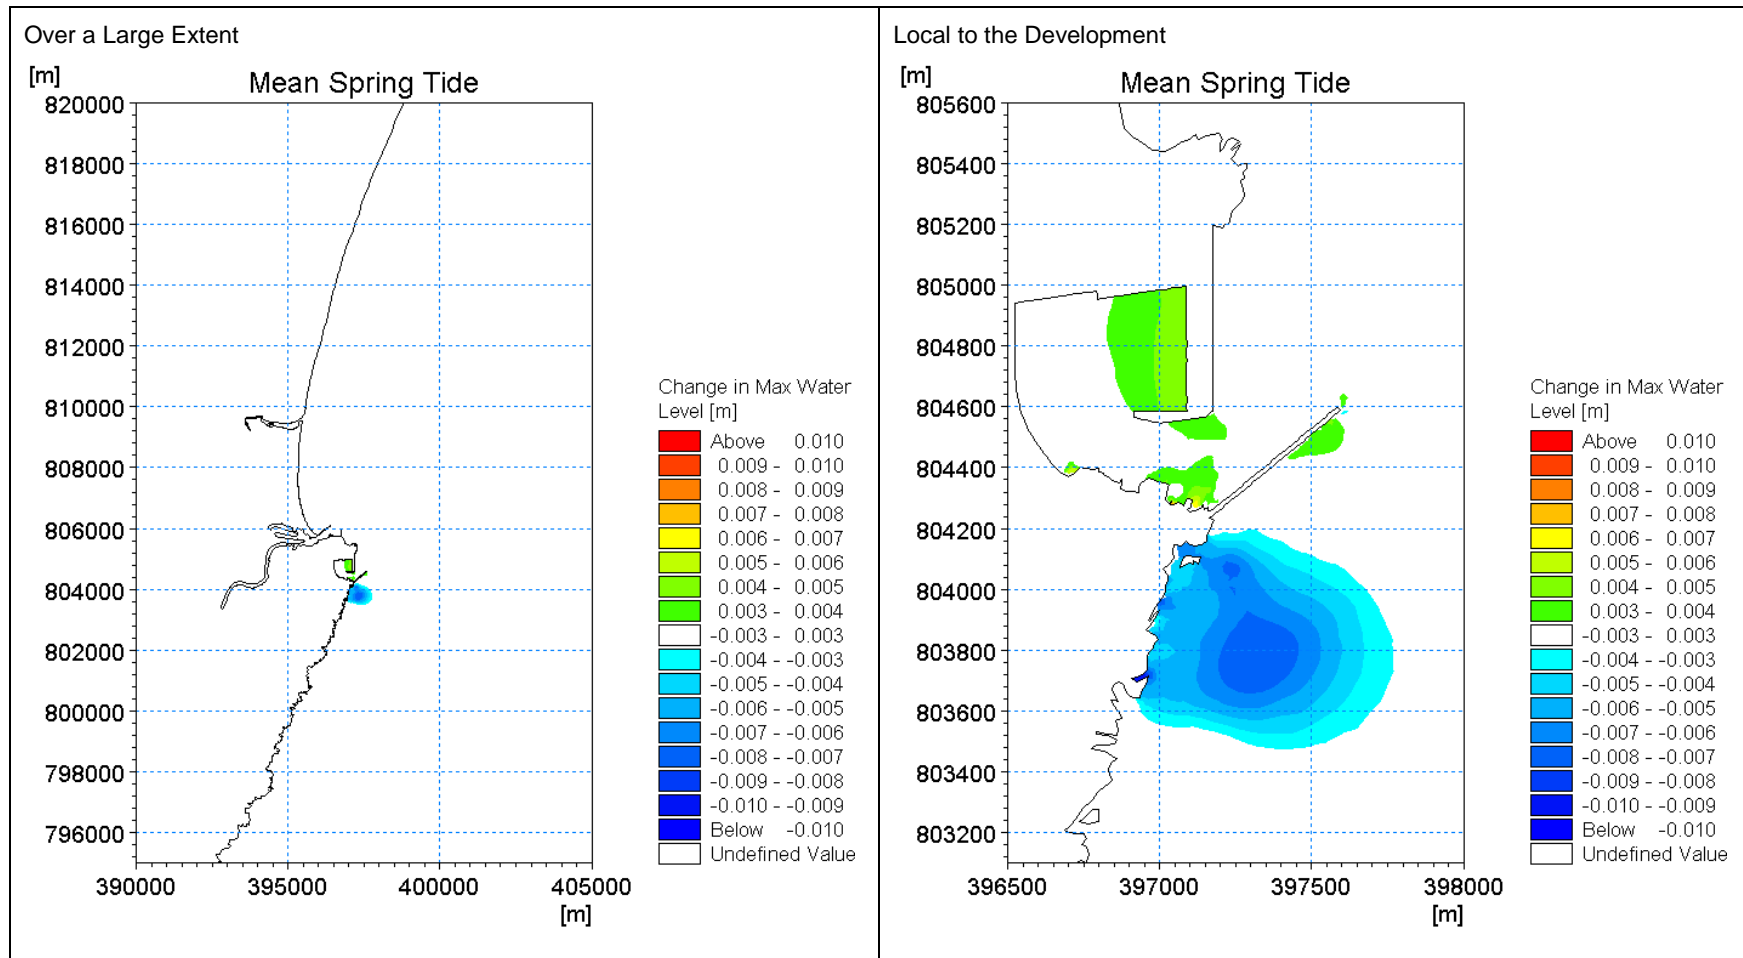 Over a Large Extent
[m]
Mean Spring Tide
820000
818000
816000
814000
812000
810000
808000
806000
804000
802000
800000
798000
796000
390000 395000 400000 405000
[m]
Change in Max Water
Level [m]
Above 0.010
0.009 - 0.010
0.008 - 0.009
0.007 - 0.008
0.006 - 0.007
0.005 - 0.006
0.004 - 0.005
0.003 - 0.004
-0.003 - 0.003
-0.004 - -0.003
-0.005 - -0.004
-0.006 - -0.005
-0.007 - -0.006
-0.008 - -0.007
-0.009 - -0.008
-0.010 - -0.009
Below -0.010
Undefined Value
Local to the Development
[m]
Mean Spring Tide
805600
805400
805200
805000
804800
804600
804400
804200
804000
803800
803600
803400
803200
396500 397000 397500 398000
[m]
Change in Max Water
Level [m]
Above 0.010
0.009 - 0.010
0.008 - 0.009
0.007 - 0.008
0.006 - 0.007
0.005 - 0.006
0.004 - 0.005
0.003 - 0.004
-0.003 - 0.003
-0.004 - -0.003
-0.005 - -0.004
-0.006 - -0.005
-0.007 - -0.006
-0.008 - -0.007
-0.009 - -0.008
-0.010 - -0.009
Below -0.010
Undefined Value